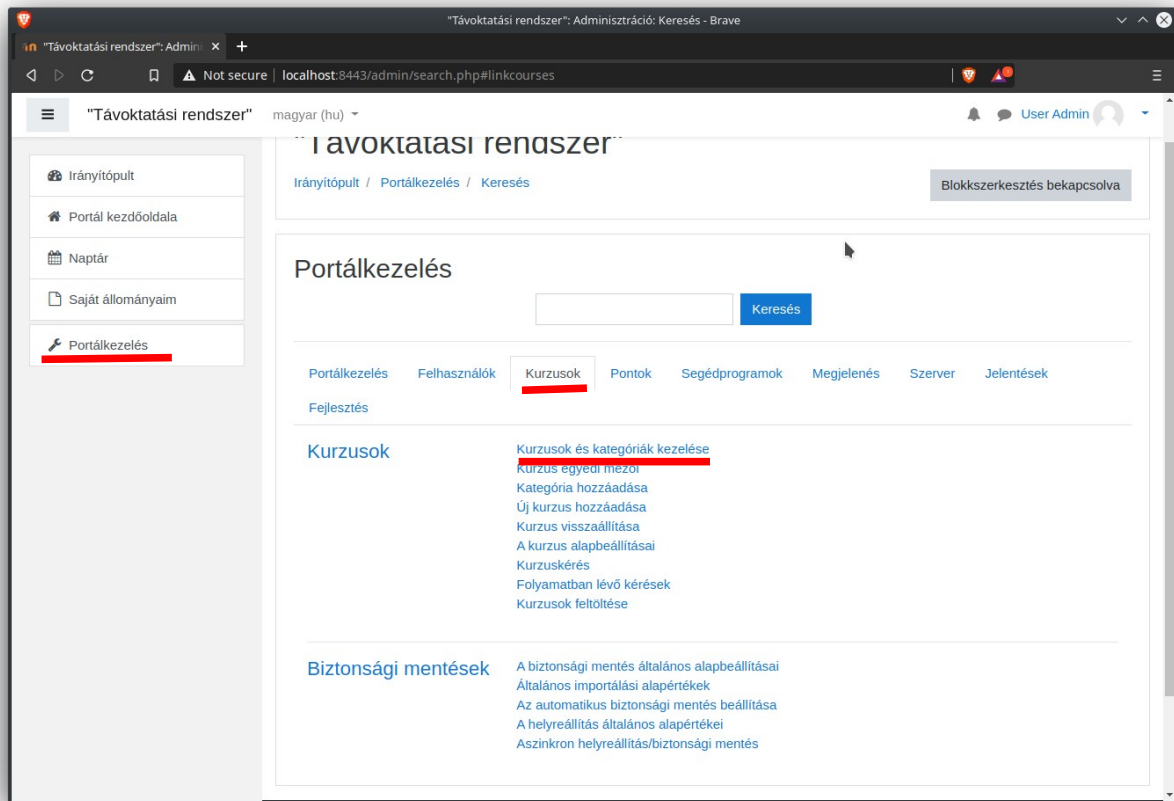 "Távoktatási rendszer": Adminisztráció: Keresés - Brave
"Távoktatási rendszer": Admini
Not secure | localhost:8443/admin/search.php#linkcourses
"Távoktatási rendszer" magyar (hu) User Admin
"Távoktatási rendszer"
Irányítópult / Portálkezelés / Keresés
Blokkszerkesztés bekapcsolva
Irányítópult
Portál kezdőoldala
Naptár
Saját állományaim
Portálkezelés
Portálkezelés
Keresés
Portálkezelés Felhasználók Kurzusok Pontok Segédprogramok Megjelenés Szerver Jelentések
Fejlesztés
Kurzusok
Kurzusok és kategóriák kezelése
Kurzus egyedi mezői
Kategória hozzáadása
Új kurzus hozzáadása
Kurzus visszaállítása
A kurzus alapbeállításai
Kurzuskérés
Folyamatban lévő kérések
Kurzusok feltöltése
Biztonsági mentések
A biztonsági mentés általános alapbeállításai
Általános importálási alapértékek
Az automatikus biztonsági mentés beállítása
A helyreállítás általános alapértékei
Aszinkron helyreállítás/biztonsági mentés